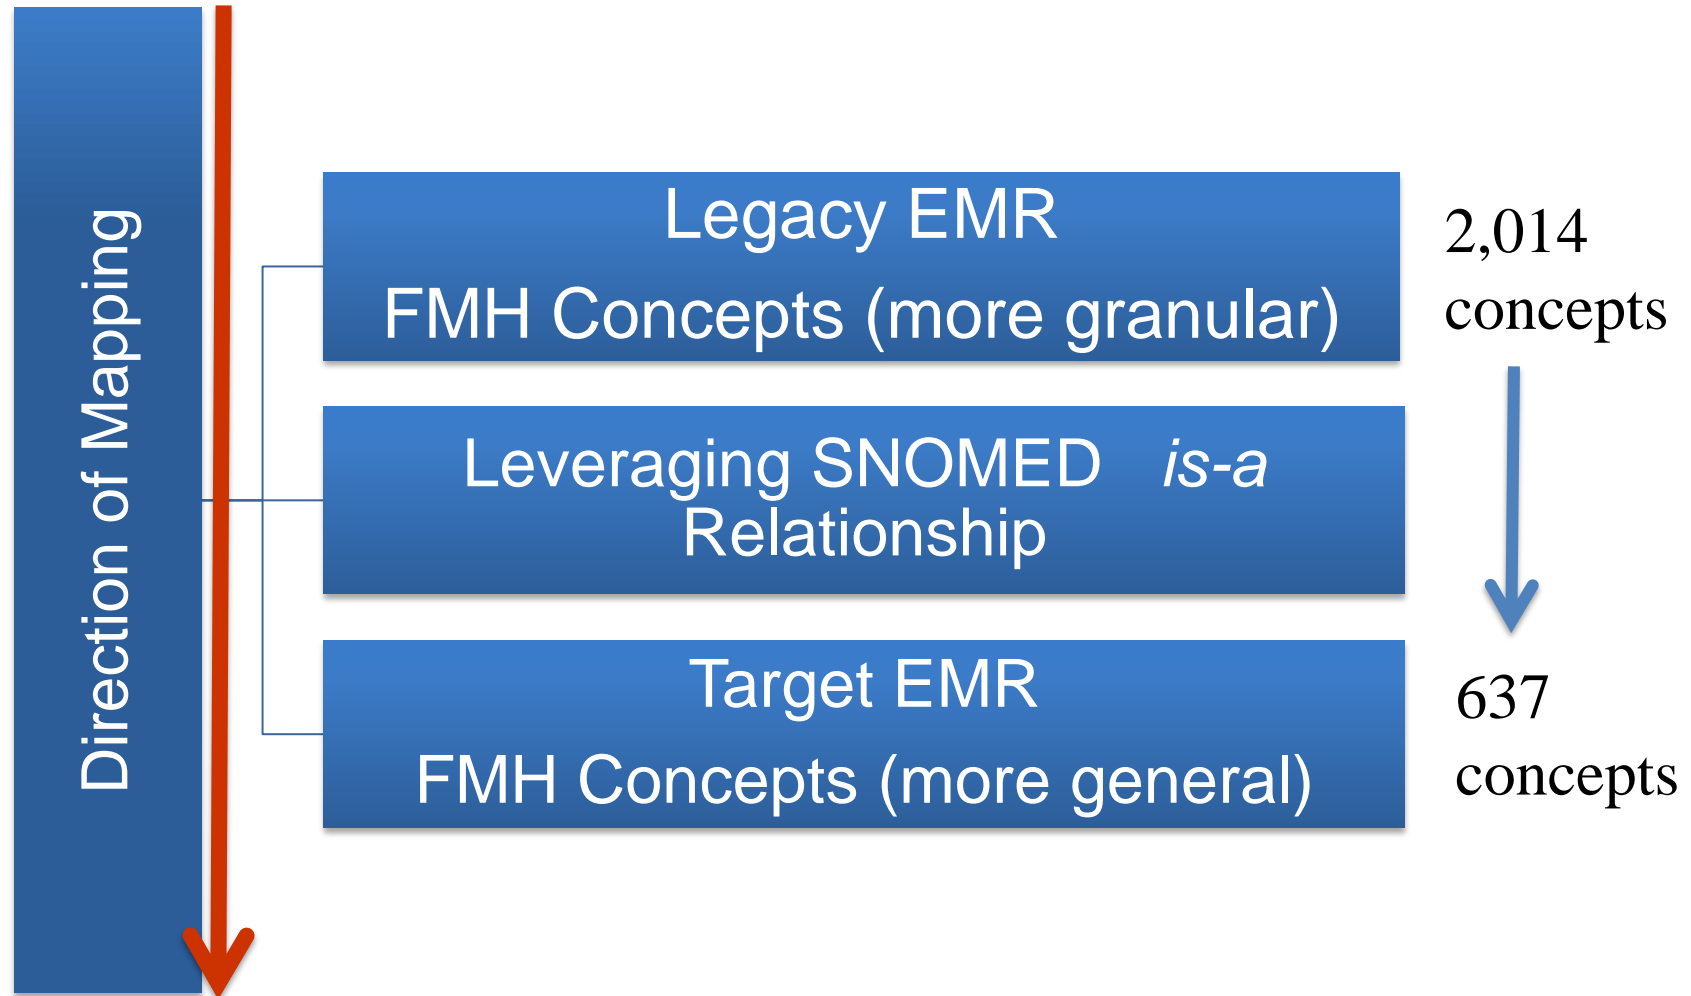 Direction of Mapping
Legacy EMR
FMH Concepts (more granular)
2,014
concepts
Leveraging SNOMED is-a
Relationship
Target EMR
FMH Concepts (more general)
637
concepts